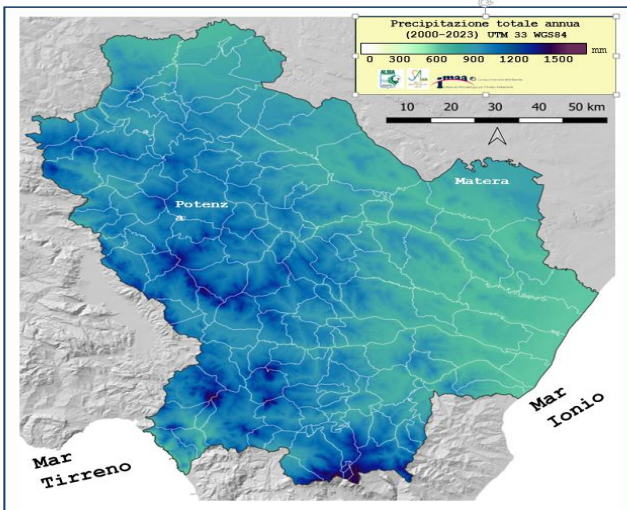 Precipitazione totale annua
(2000-2023) UTM 33 WGS84
mm
0 300 600 900 1200 1500
imaa
10 20 30 40 50 km
Matera
Potenz
a
Mar
Ionio
Mar
Tirreno